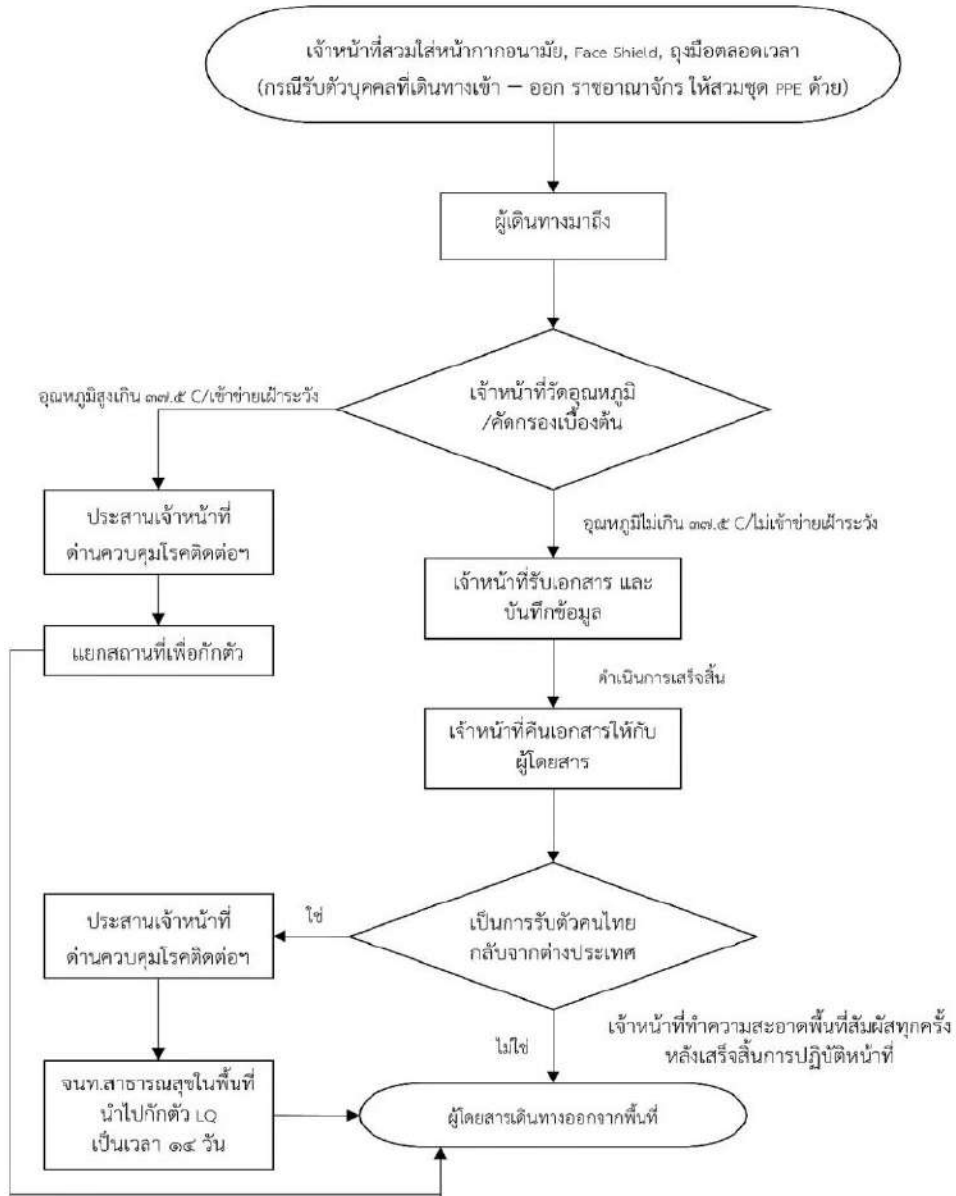 เจ้าหน้าที่สวมใส่หน้ากากอนามัย, Face Shield, ถุงมือตลอดเวลา
(กรณีรับตัวบุคคลที่เดินทางเข้า – ออก ราชอาณาจักร ให้สวมชุด PPE ด้วย)
ผู้เดินทางมาถึง
เจ้าหน้าที่วัดอุณหภูมิ
/คัดกรองเบื้องต้น
อุณหภูมิสูงเกิน ๓๗.๕ C/เข้าข่ายเฝ้าระวัง
ประสานเจ้าหน้าที่
ด่านควบคุมโรคติดต่อฯ
แยกสถานที่เพื่อกักตัว
อุณหภูมิไม่เกิน ๓๗.๕ C/ไม่เข้าข่ายเฝ้าระวัง
เจ้าหน้าที่รับเอกสาร และ
บันทึกข้อมูล
ดำเนินการเสร็จสิ้น
เจ้าหน้าที่คืนเอกสารให้กับ
ผู้โดยสาร
เป็นการรับตัวคนไทย
กลับจากต่างประเทศ
ใช่
ประสานเจ้าหน้าที่
ด่านควบคุมโรคติดต่อฯ
จนท.สาธารณสุขในพื้นที่
นำไปกักตัว LQ
เป็นเวลา ๑๔ วัน
ไม่ใช่
เจ้าหน้าที่ทำความสะอาดพื้นที่สัมผัสทุกครั้ง
หลังเสร็จสิ้นการปฏิบัติหน้าที่
ผู้โดยสารเดินทางออกจากพื้นที่